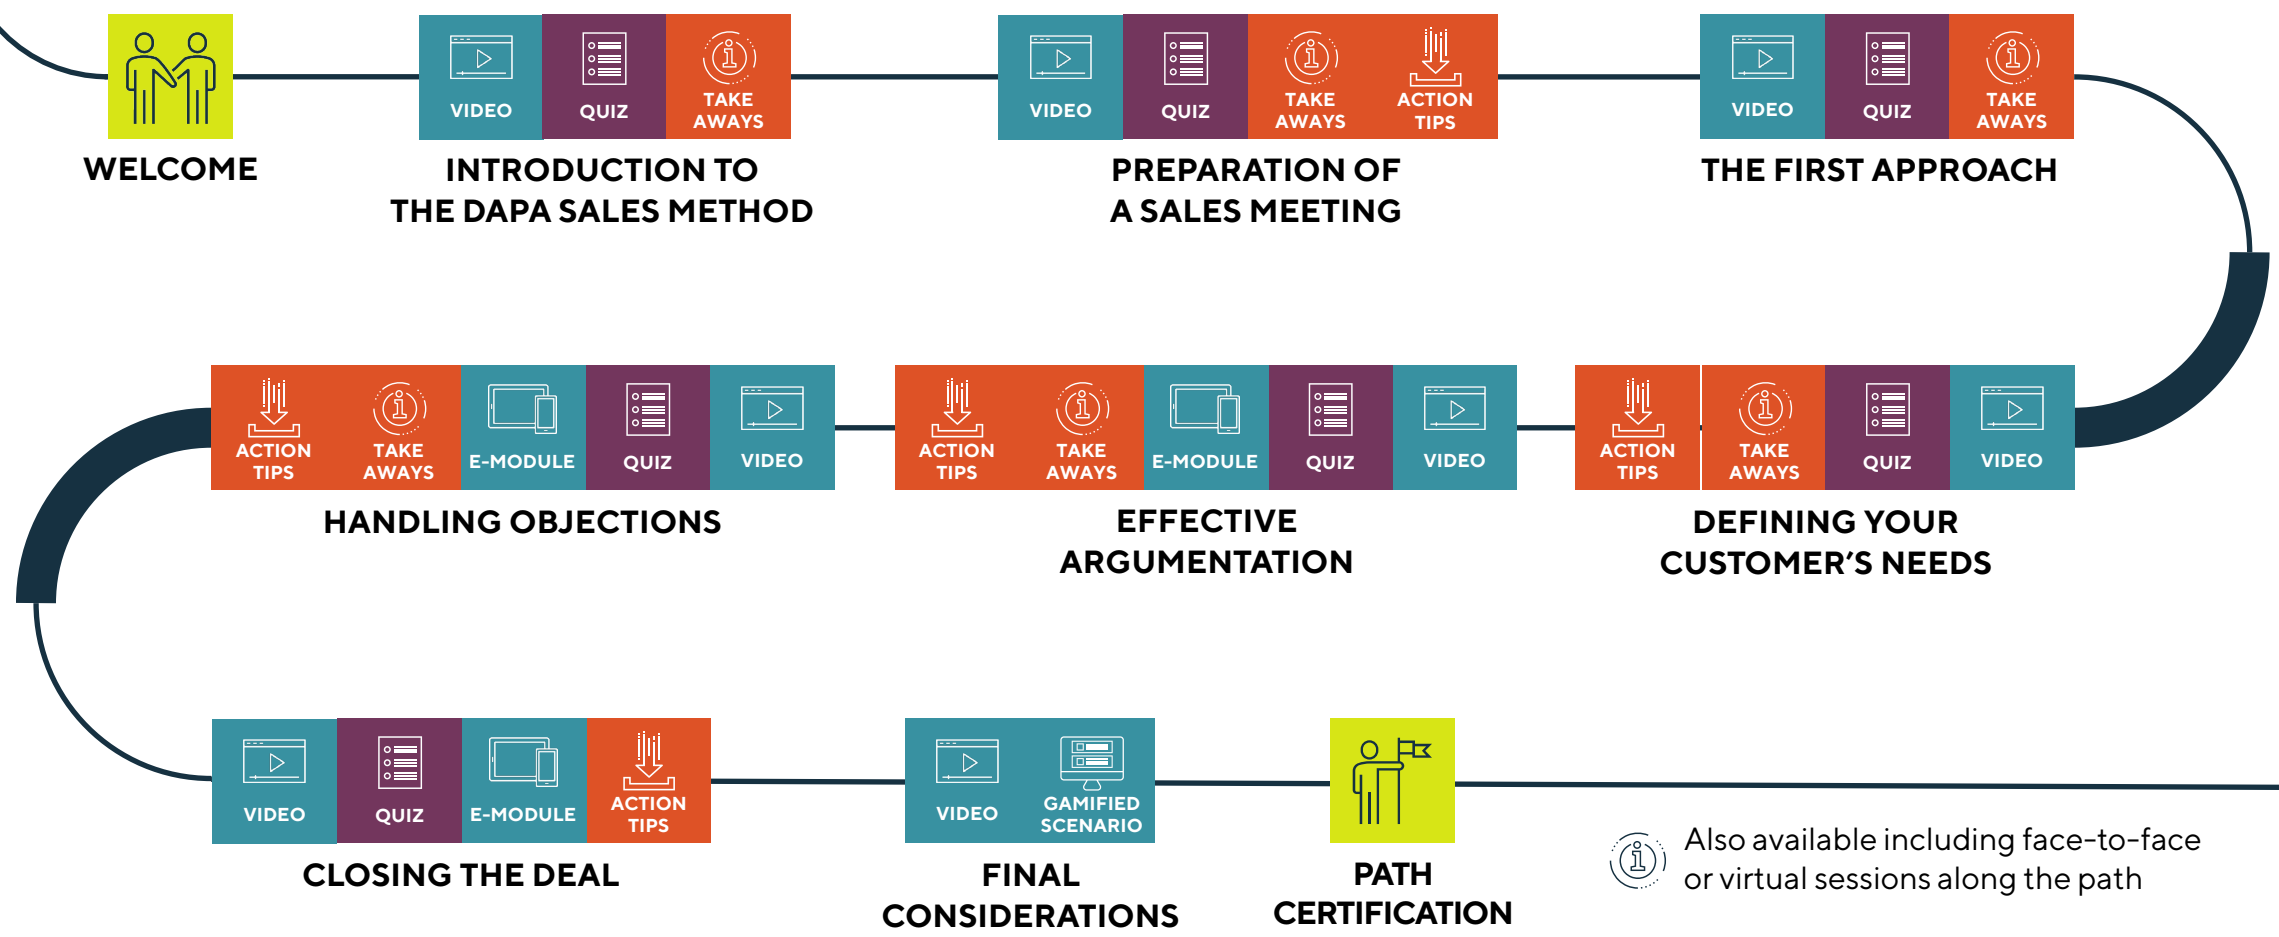 VIDEO
QUIZ
TAKE
AWAYS
VIDEO
QUIZ
TAKE
AWAYS
ACTION
TIPS
VIDEO
QUIZ
TAKE
AWAYS
WELCOME
INTRODUCTION TO
THE DAPA SALES METHOD
PREPARATION OF
A SALES MEETING
THE FIRST APPROACH
ACTION
TIPS
TAKE
AWAYS
E-MODULE
QUIZ
VIDEO
ACTION
TIPS
TAKE
AWAYS
E-MODULE
QUIZ
VIDEO
ACTION
TIPS
TAKE
AWAYS
QUIZ
VIDEO
HANDLING OBJECTIONS
EFFECTIVE
ARGUMENTATION
DEFINING YOUR
CUSTOMER'S NEEDS
VIDEO
QUIZ
E-MODULE
ACTION
TIPS
VIDEO
GAMIFIED
SCENARIO
CLOSING THE DEAL
FINAL
CONSIDERATIONS
PATH
CERTIFICATION
Also available including face-to-face
or virtual sessions along the path